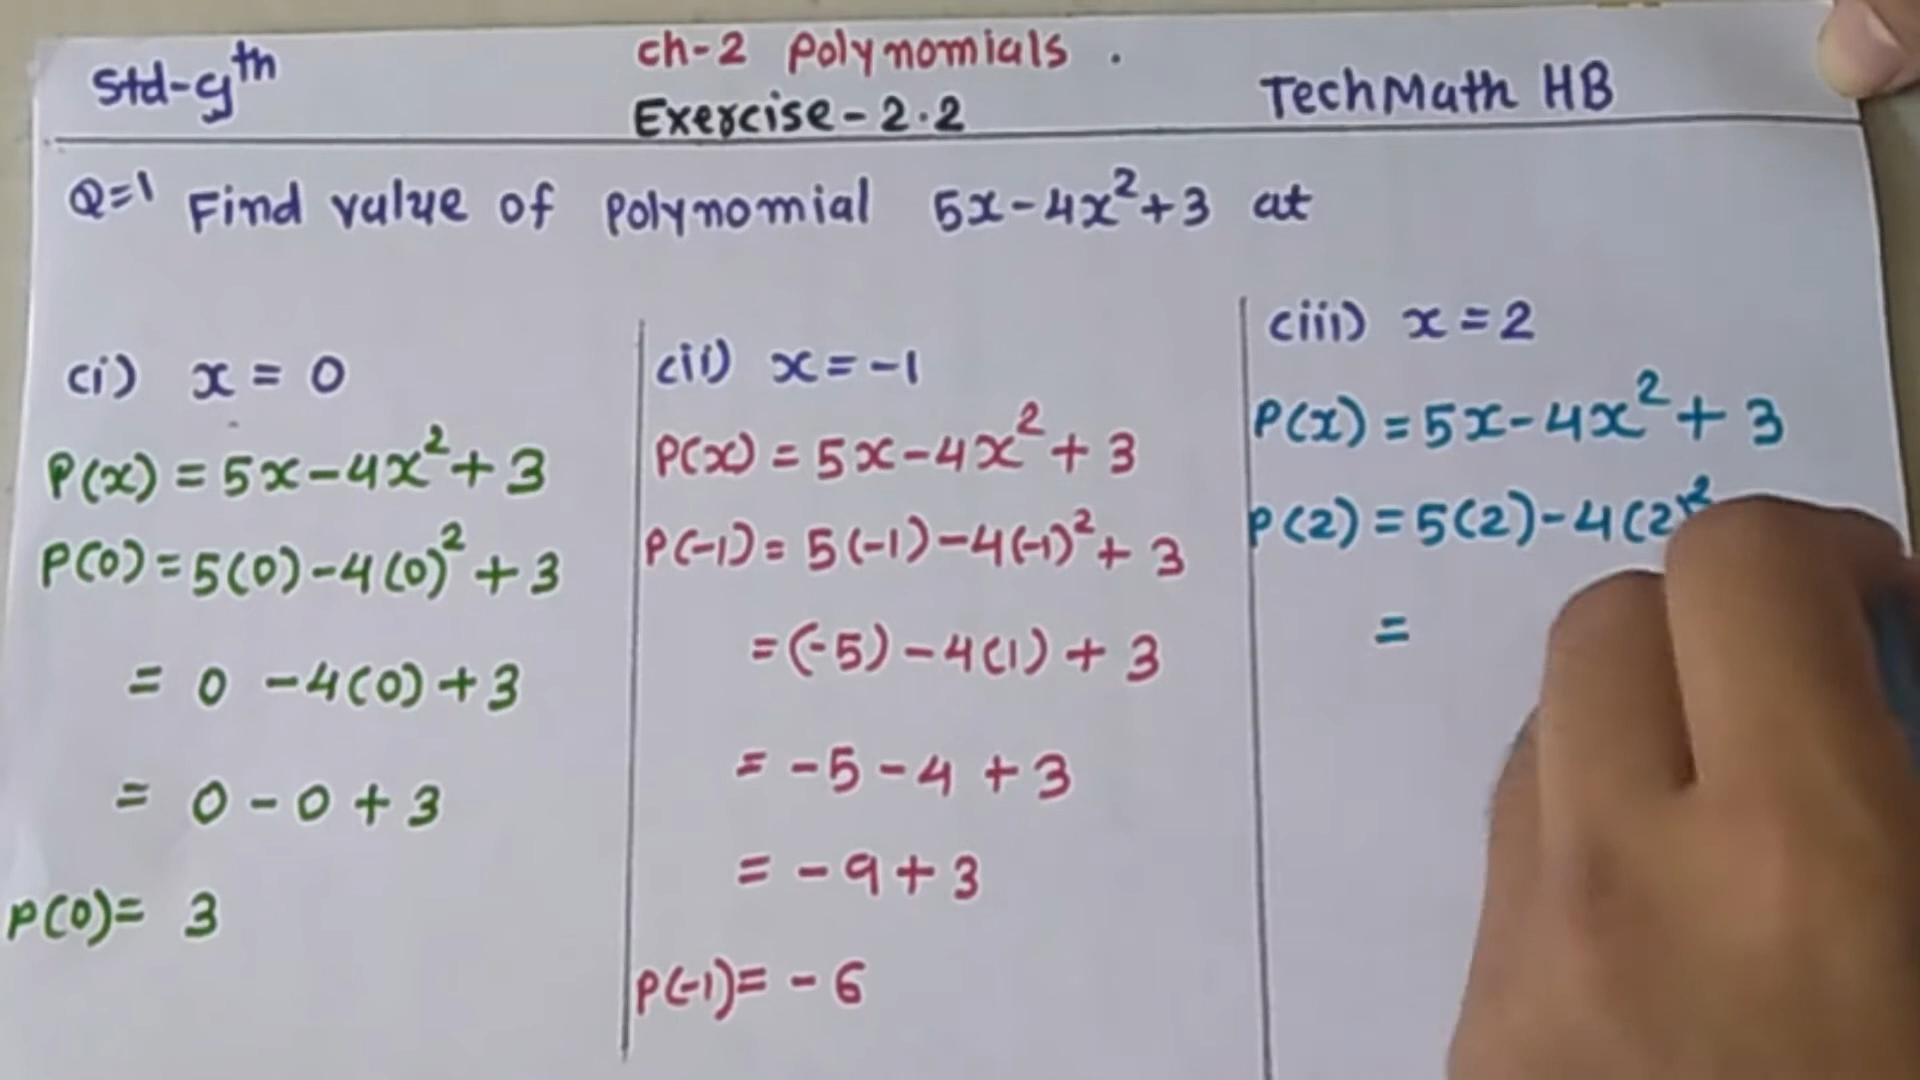 Std-9th
ch-2 Polynomials .
Exercise-2.2
TechMath HB
Q=1 Find value of Polynomial 5x-4x²+3 at
(i) x = 0
P(x) = 5x-4x²+3
P(0)=5(0)-4(0)²+3
= 0 -4(0)+3
= 0 - 0 + 3
P(0)= 3
(ii) x=-1
P(x) = 5x-4x²+3
P(-1)= 5(-1)-4(-1)²+3
=(-5)-4(1)+3
= -5-4 +3
= -9+3
P(-1)= -6
(iii) x=2
P(x)=5x-4x²+3
P(2)=5(2)-4(2)²
=